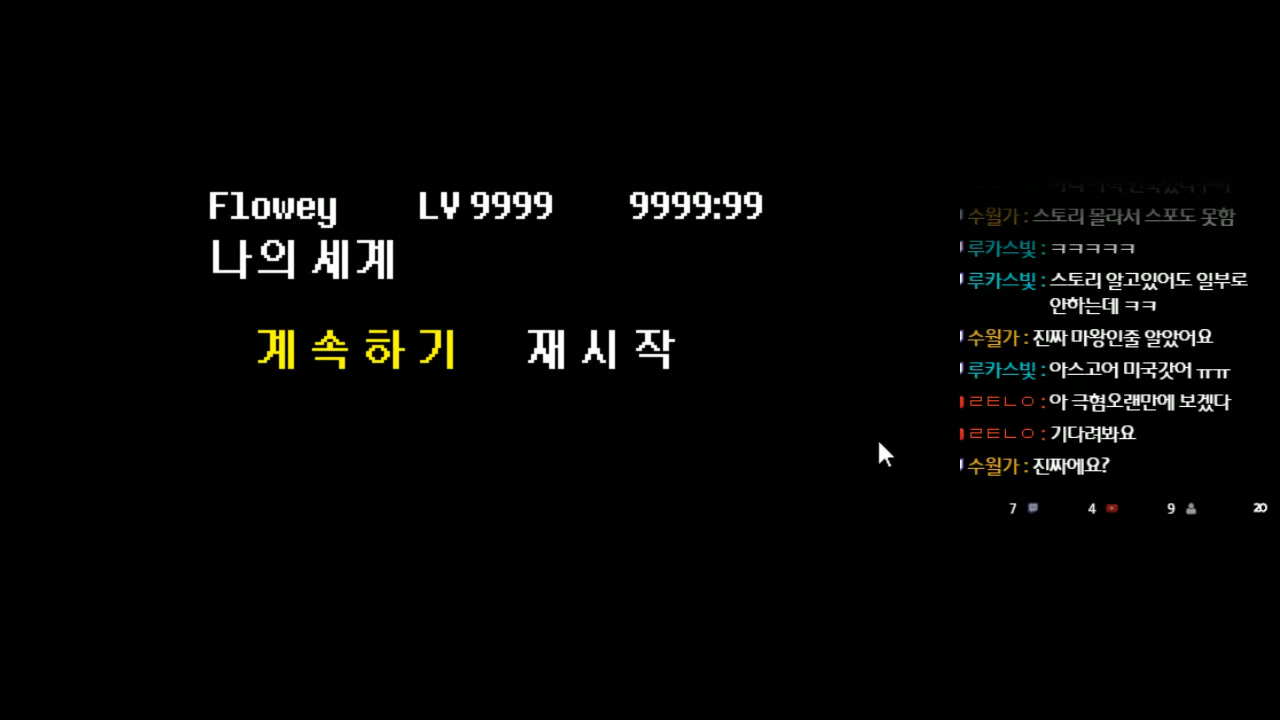 Flowey LV 9999 9999:99
나의 세계
계속하기 재시작
수월가 : 스토리 몰라서 스포도 못함
루카스빛 : ㅋㅋㅋㅋㅋ
루카스빛 : 스토리 알고있어도 일부로
안하는데 ㅋㅋ
수월가 : 진짜 마왕인줄 알았어요
루카스빛 : 아스고어 미국갓어 ㅠㅠ
ㄹㅌㄴㅇ : 아 극혐오랜만에 보겠다
ㄹㅌㄴㅇ : 기다려봐요
수월가 : 진짜에요?
7 4 9 20